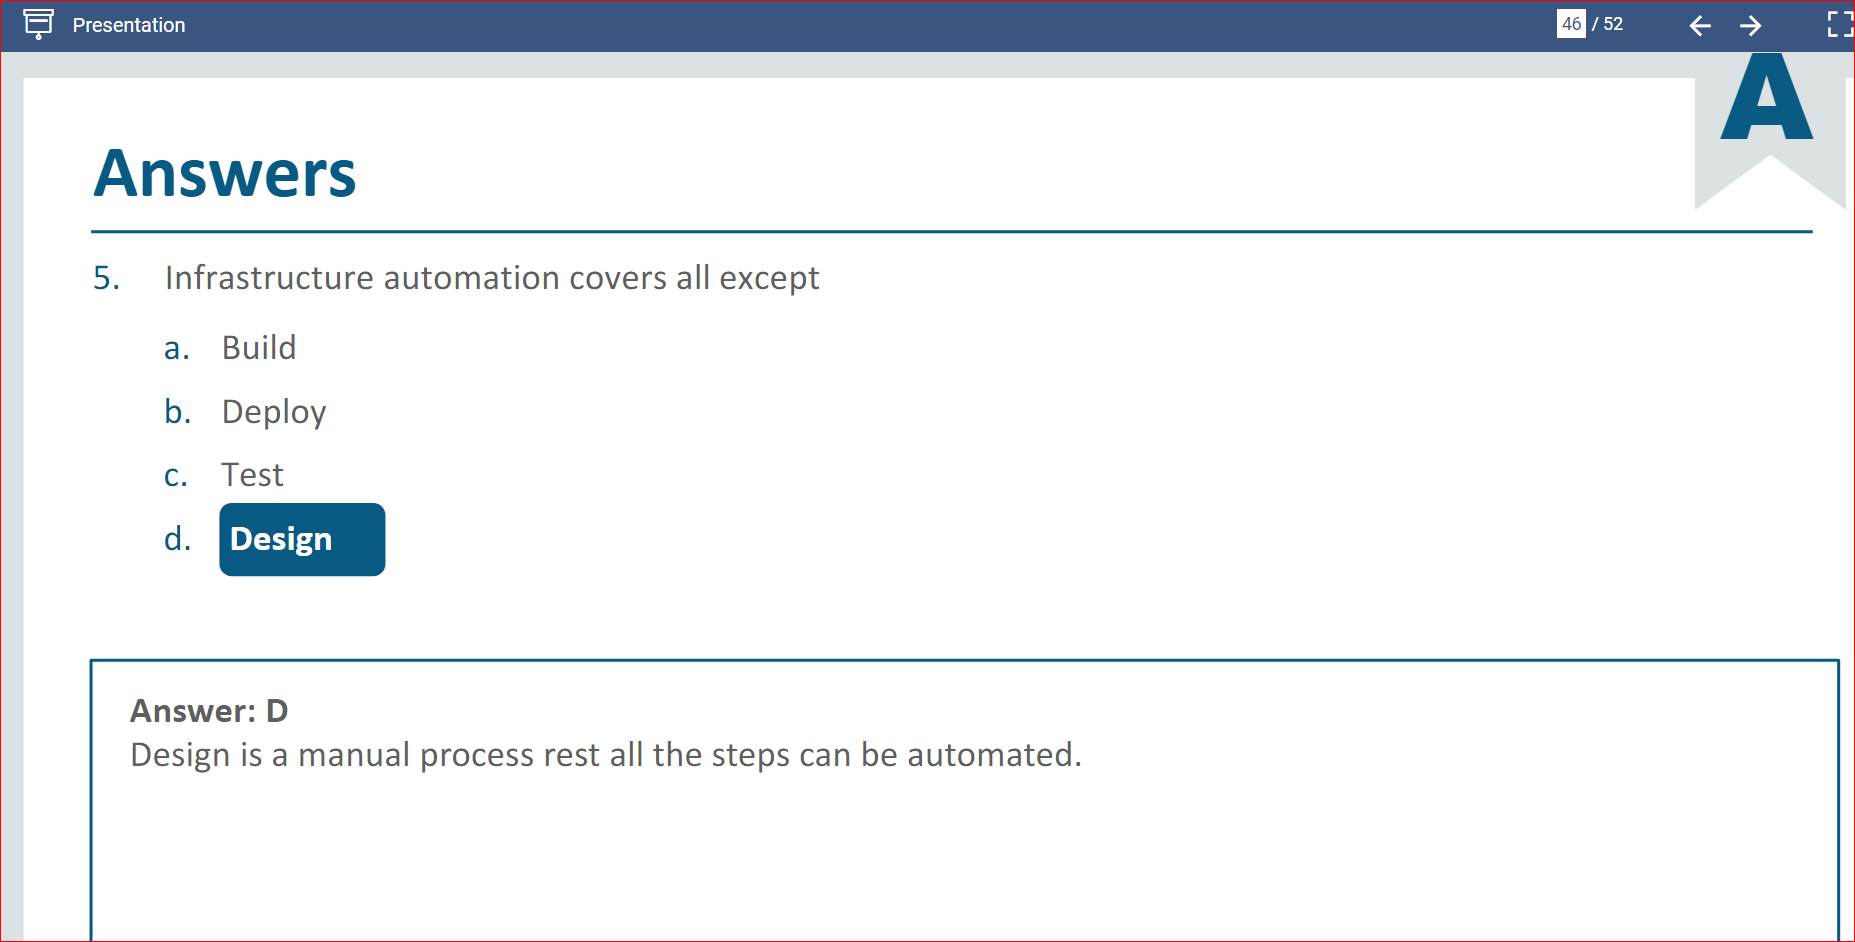 Presentation
46 / 52
A
Answers
5. Infrastructure automation covers all except
a. Build
b. Deploy
c. Test
d. Design
Answer: D
Design is a manual process rest all the steps can be automated.